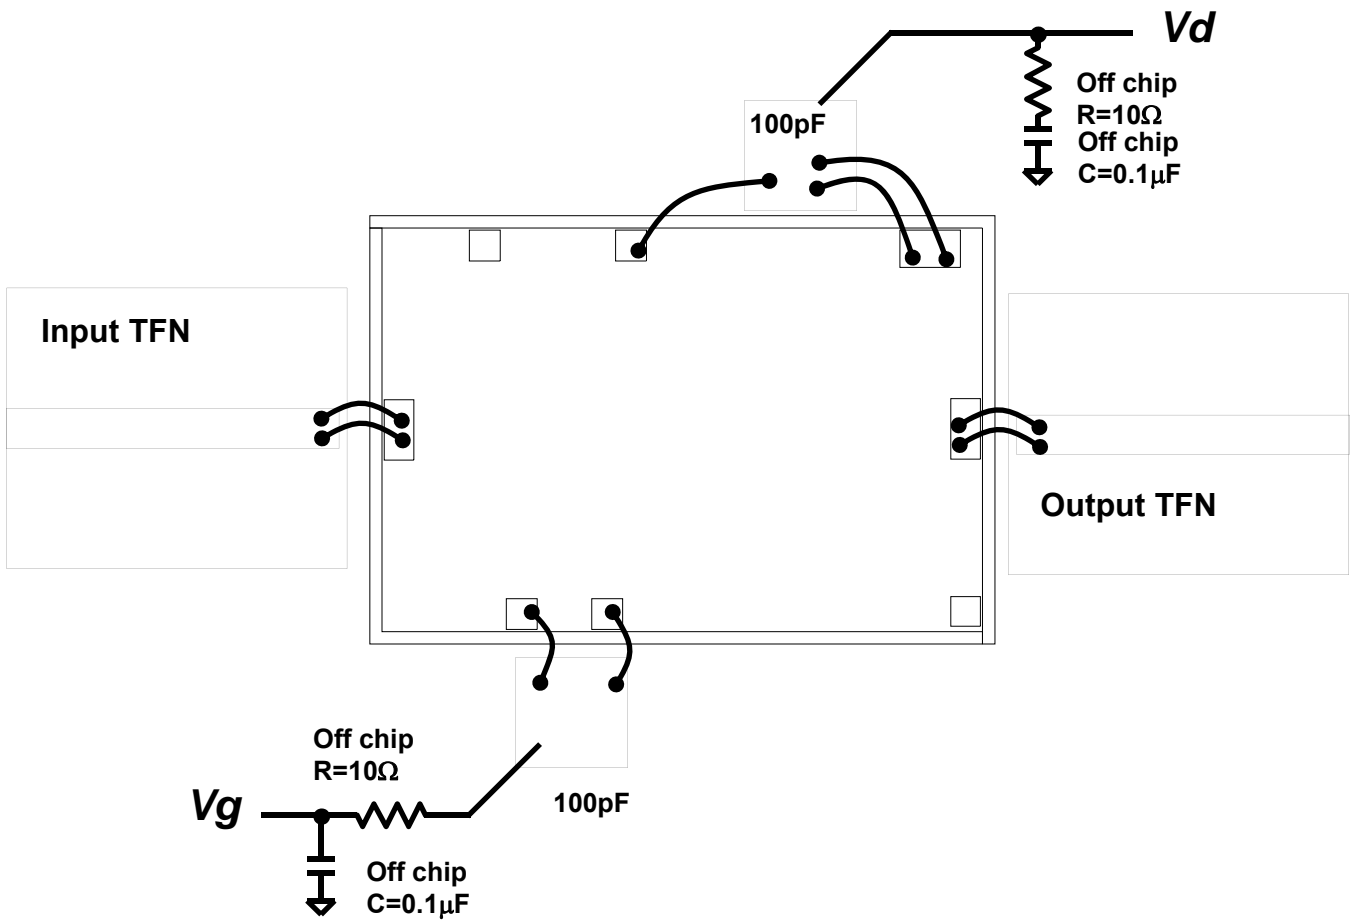 Vd
Off chip
R=10Ω
Off chip
C=0.1μF
100pF
Input TFN
Output TFN
Off chip
R=10Ω
Vg
100pF
Off chip
C=0.1μF